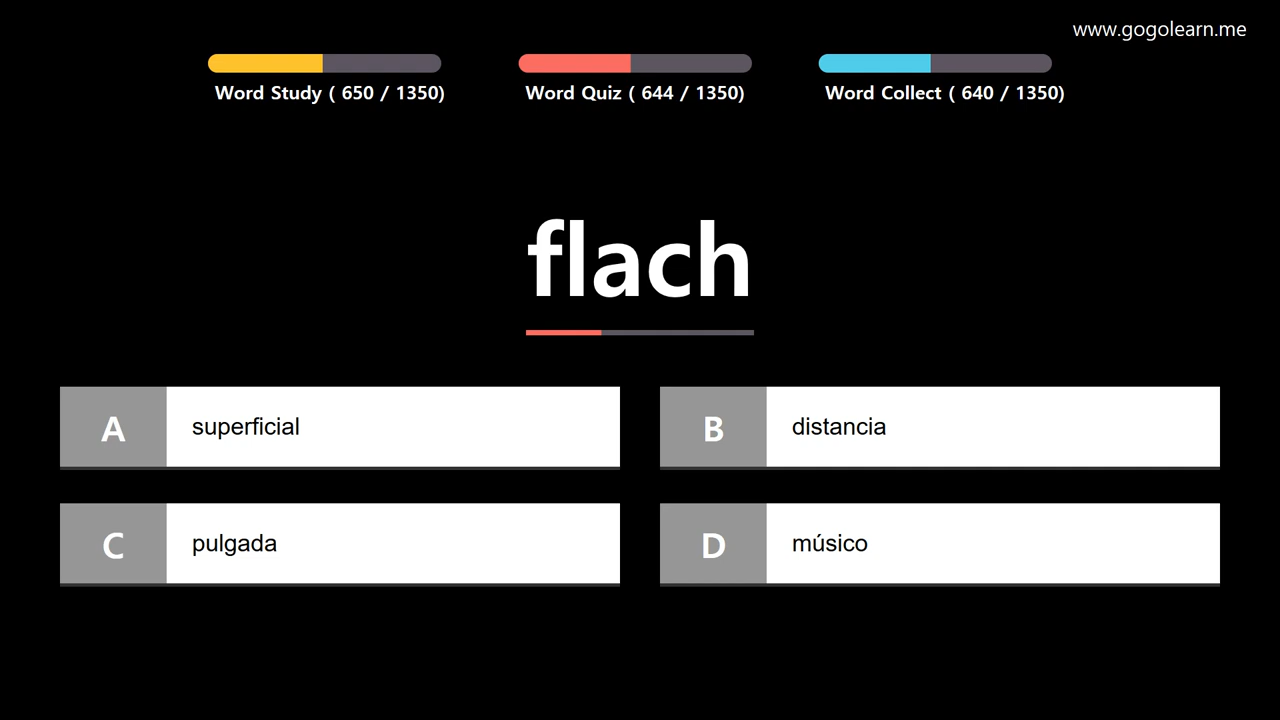 www.gogolearn.me
Word Study ( 650 / 1350)
Word Quiz ( 644 / 1350)
Word Collect ( 640 / 1350)
flach
A
superficial
B
distancia
C
pulgada
D
músico